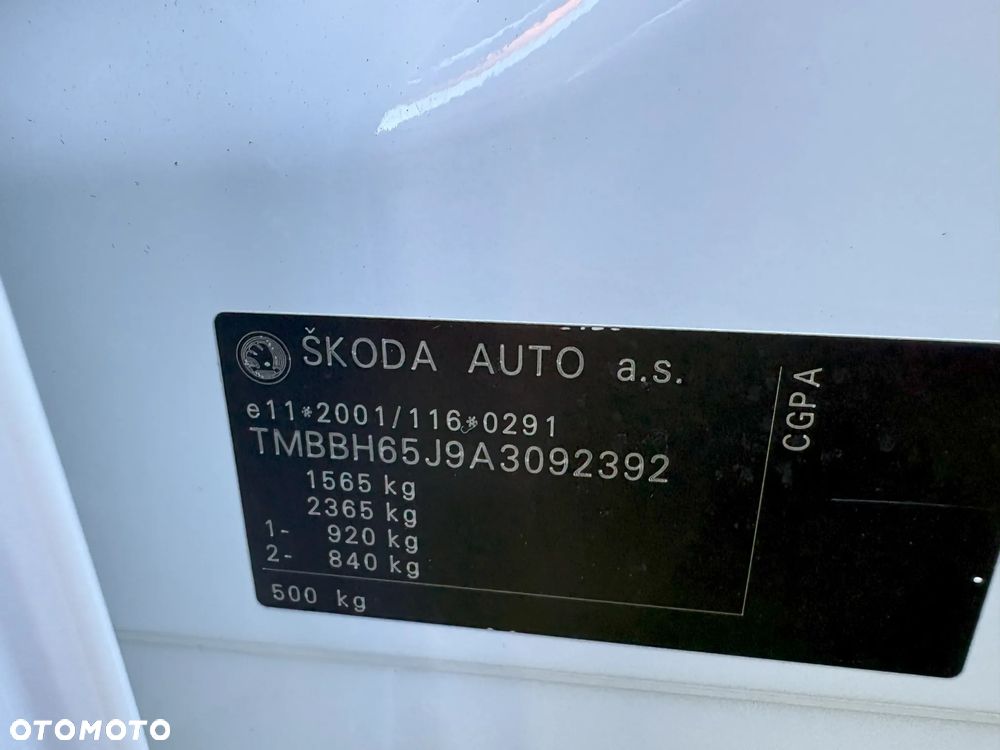 ŠKODA AUTO a.s.
e11*2001/116*0291
TMBBH65J9A3092392
1565 kg
2365 kg
1- 920 kg
2- 840 kg
500 kg
CGPA
OTOMOTO